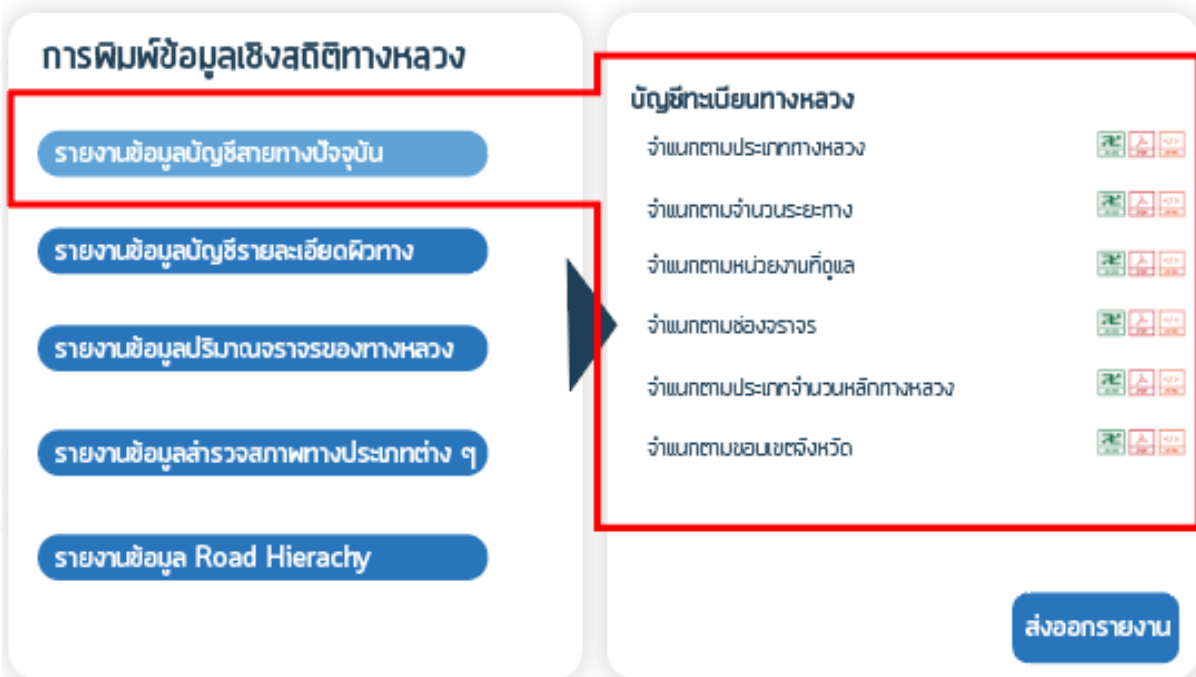 การพิมพ์ข้อมูลเชิงสถิติทางหลวง
รายงานข้อมูลบัญชีสายทางปัจจุบัน
รายงานข้อมูลบัญชีรายละเอียดผิวทาง
รายงานข้อมูลปริมาณจราจรของทางหลวง
รายงานข้อมูลสำรวจสภาพทางประเภทต่าง ๆ
รายงานข้อมูล Road Hierachy
บัญชีทะเบียนทางหลวง
จำแนกตามประเภททางหลวง
จำแนกตามจำนวนระยะทาง
จำแนกตามหน่วยงานที่ดูแล
จำแนกตามช่องจราจร
จำแนกตามประเภทจำนวนหลักทางหลวง
จำแนกตามขอบเขตจังหวัด
ส่งออกรายงาน